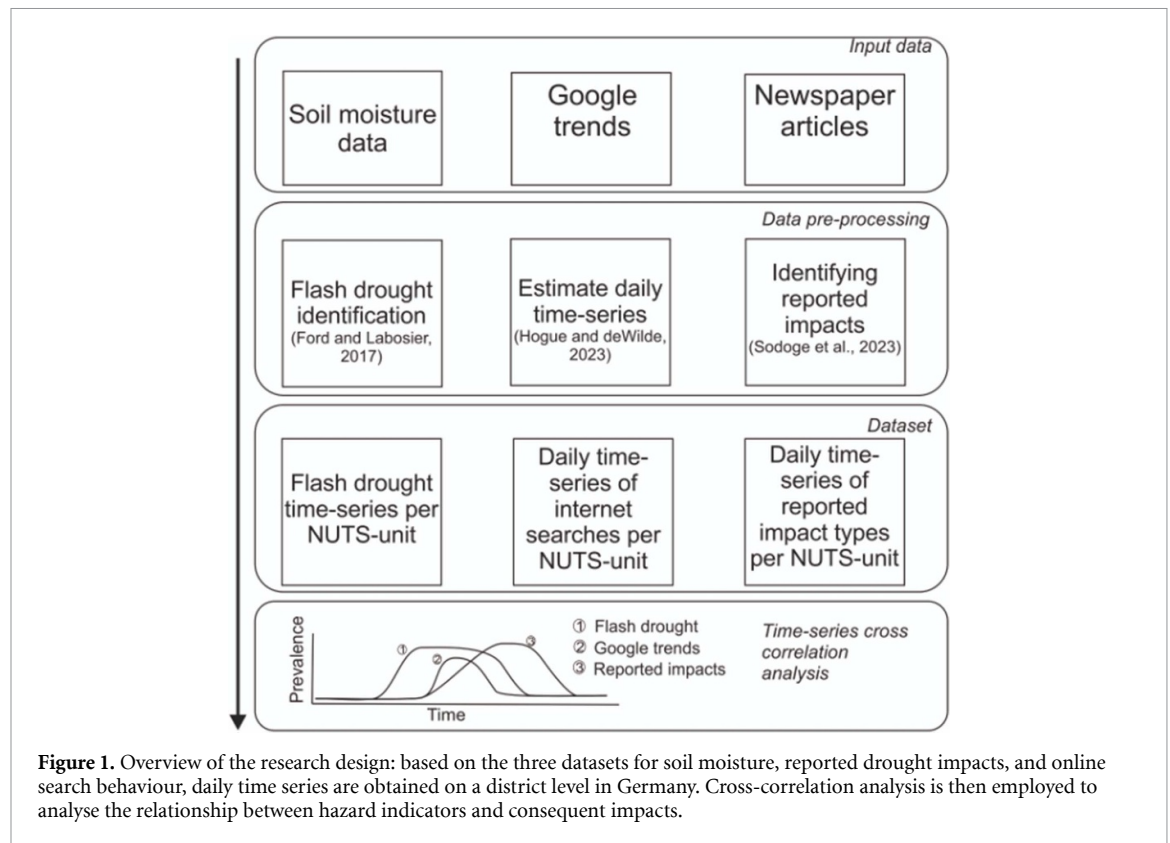 Input data
Soil moisture
data
Google
trends
Newspaper
articles
Data pre-processing
Flash drought
identification
(Ford and Labosier,
2017)
Estimate daily
time-series
(Hogue and deWilde,
2023)
Identifying
reported
impacts
(Sodoge et al., 2023)
Dataset
Flash drought
time-series per
NUTS-unit
Daily time-
series of
internet
searches per
NUTS-unit
Daily time-
series of
reported
impact types
per NUTS-unit
Prevalence
①
②
③
Time
① Flash drought
② Google trends
③ Reported impacts
Time-series cross
correlation
analysis
Figure 1. Overview of the research design: based on the three datasets for soil moisture, reported drought impacts, and online
search behaviour, daily time series are obtained on a district level in Germany. Cross-correlation analysis is then employed to
analyse the relationship between hazard indicators and consequent impacts.